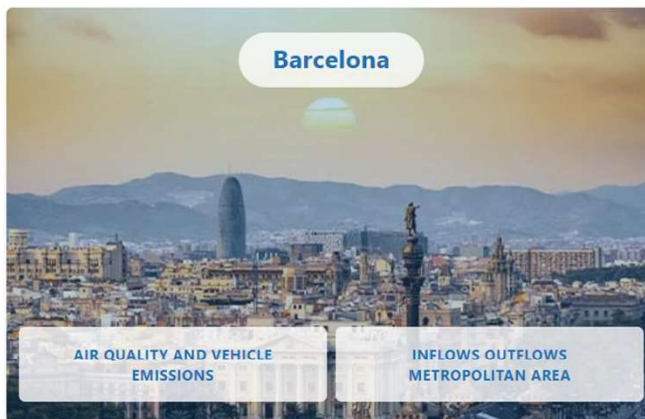 Barcelona
AIR QUALITY AND VEHICLE
EMISSIONS
INFLOWS OUTFLOWS
METROPOLITAN AREA